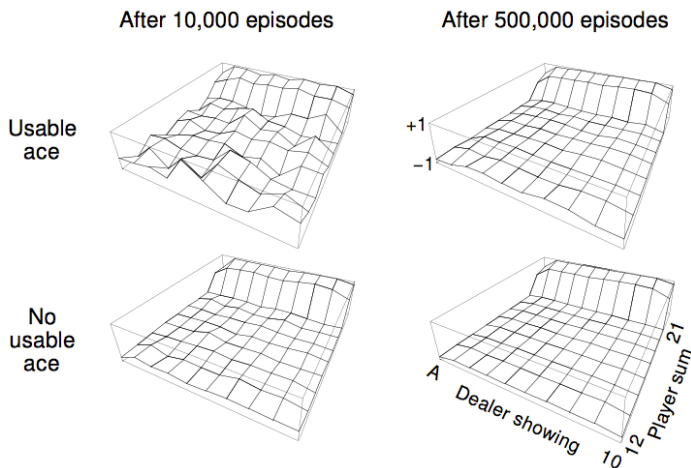 After 10,000 episodes
After 500,000 episodes
Usable
ace
+1
−1
No
usable
ace
A
Dealer showing
10
12
Player sum
21